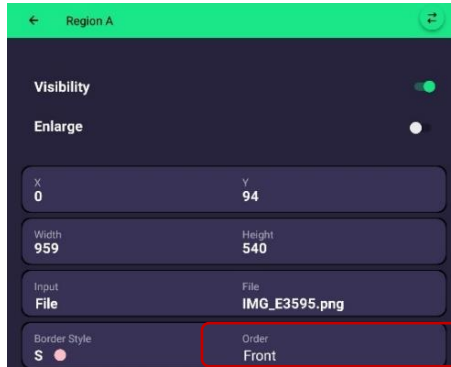 Region A
Visibility
Enlarge
X Y
0 94
Width Height
959 540
Input File
File IMG_E3595.png
Border Style Order
S Front